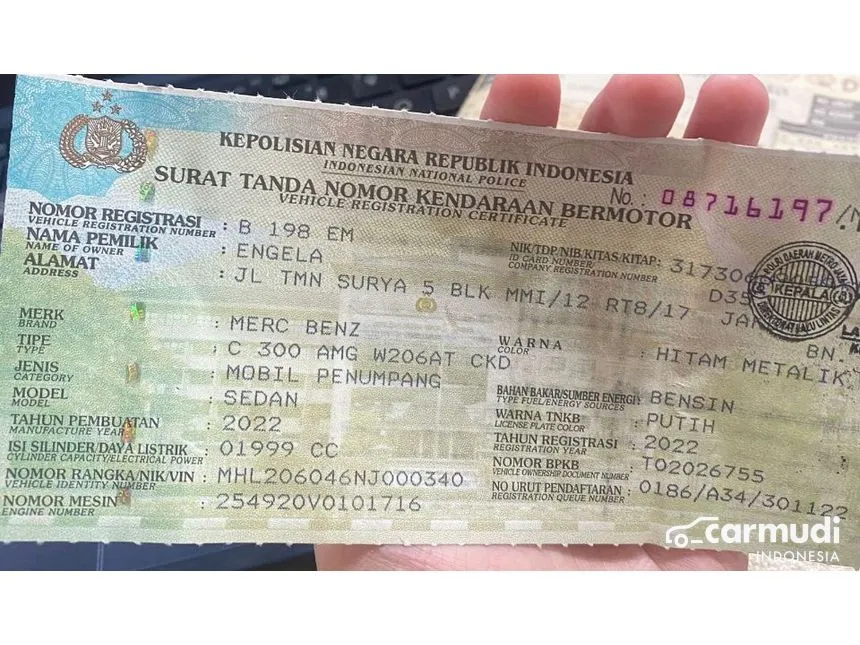 KEPOLISIAN NEGARA REPUBLIK INDONESIA
INDONESIAN NATIONAL POLICE
SURAT TANDA NOMOR KENDARAAN BERMOTOR
VEHICLE REGISTRATION CERTIFICATE
No.: 08716197/
NOMOR REGISTRASI : B 198 EM
VEHICLE REGISTRATION NUMBER
NAMA PEMILIK : ENGELA
NAME OF OWNER
NIK/TDP/NIB/KITAS/KITAP: 317306
ID CARD NUMBER/
COMPANY REGISTRATION NUMBER
ALAMAT : JL TMN SURYA 5 BLK MMI/12 RT8/17
ADDRESS
KEPALA
MERK : MERC BENZ
BRAND
TIPE : C 300 AMG W206AT CKD
TYPE
JENIS : MOBIL PENUMPANG
CATEGORY
MODEL : SEDAN
MODEL
TAHUN PEMBUATAN : 2022
MANUFACTURE YEAR
ISI SILINDER/DAYA LISTRIK : 01999 CC
CYLINDER CAPACITY/ELECTRICAL POWER
NOMOR RANGKA/NIK/VIN : MHL206046NJ000340
VEHICLE IDENTITY NUMBER
NOMOR MESIN : 254920V0101716
ENGINE NUMBER
WARNA : HITAM METALIK
COLOR
BAHAN BAKAR/SUMBER ENERGI : BENSIN
TYPE FUEL/ENERGY SOURCES
WARNA TNKB : PUTIH
LICENSE PLATE COLOR
TAHUN REGISTRASI : 2022
REGISTRATION YEAR
NOMOR BPKB : T02026755
VEHICLE OWNERSHIP DOCUMENT NUMBER
NO URUT PENDAFTARAN : 0186/A34/301122
REGISTRATION QUEUE NUMBER
carmudi
INDONESIA